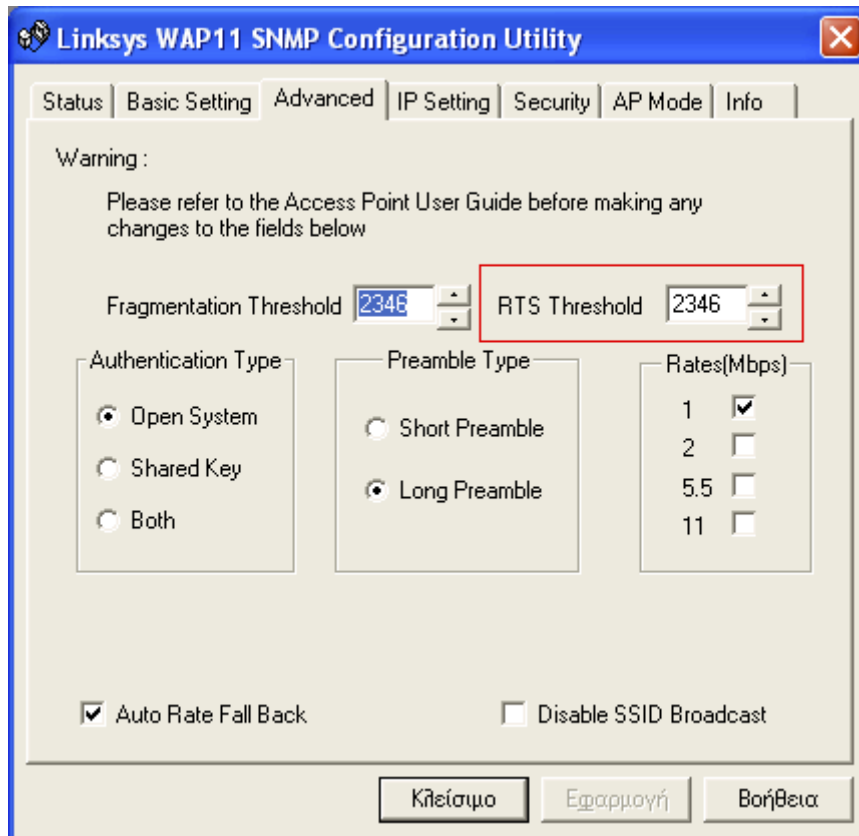 Linksys WAP11 SNMP Configuration Utility
Status Basic Setting Advanced IP Setting Security AP Mode Info
Warning :
Please refer to the Access Point User Guide before making any
changes to the fields below
Fragmentation Threshold 2346 RTS Threshold 2346
Authentication Type
Open System
Shared Key
Both
Preamble Type
Short Preamble
Long Preamble
Rates(Mbps)
1
2
5.5
11
Auto Rate Fall Back Disable SSID Broadcast
Κλείσιμο Εφαρμογή Βοήθεια